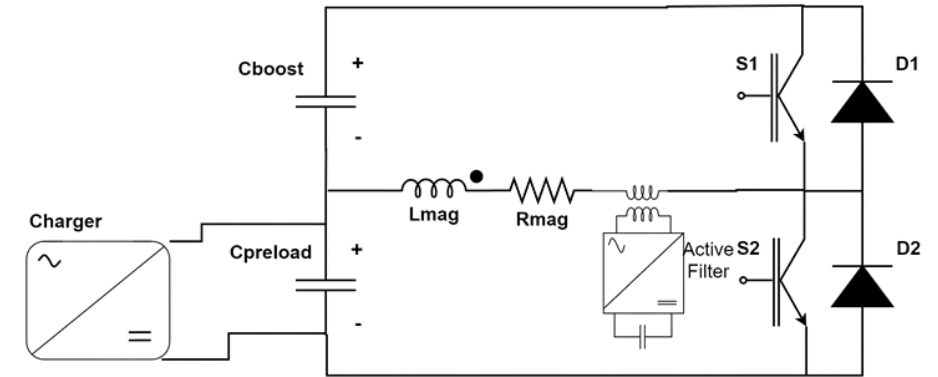 Cboost
+
-
S1
D1
Lmag
Rmag
Charger
Cpreload
+
-
Active
Filter
S2
D2